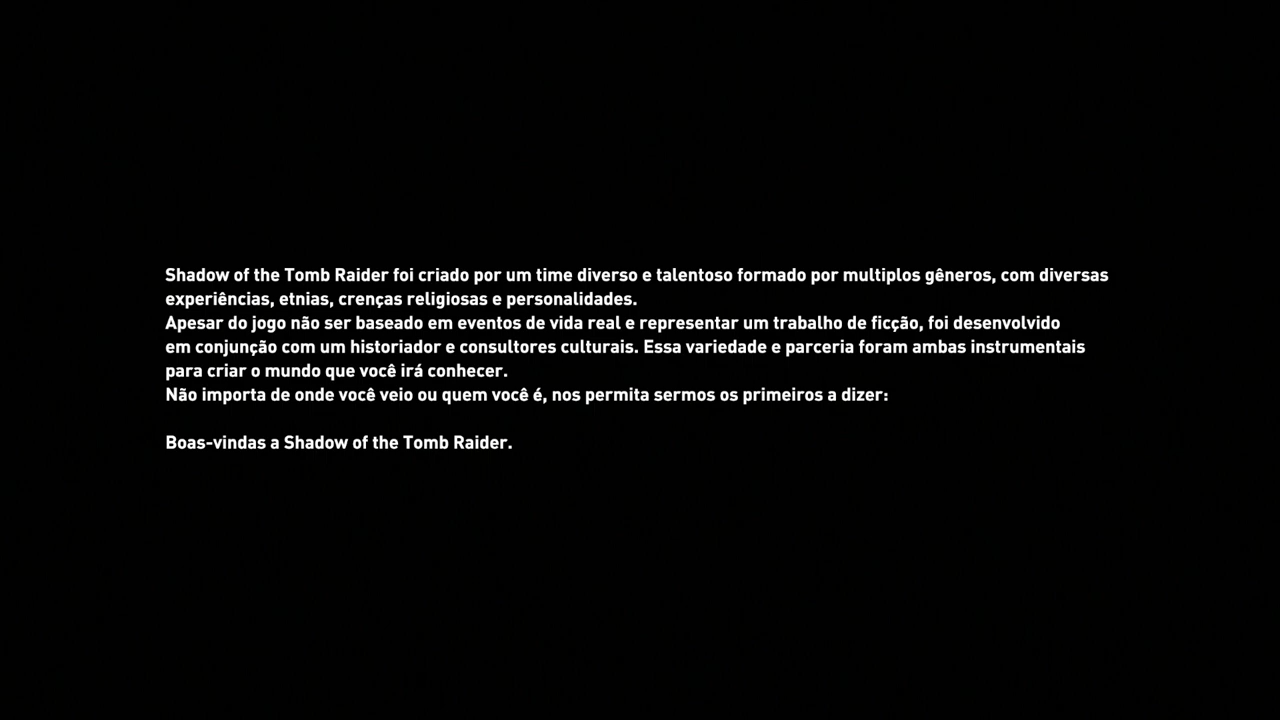 Shadow of the Tomb Raider foi criado por um time diverso e talentoso formado por multiplos gêneros, com diversas
experiências, etnias, crenças religiosas e personalidades.
Apesar do jogo não ser baseado em eventos de vida real e representar um trabalho de ficção, foi desenvolvido
em conjunção com um historiador e consultores culturais. Essa variedade e parceria foram ambas instrumentais
para criar o mundo que você irá conhecer.
Não importa de onde você veio ou quem você é, nos permita sermos os primeiros a dizer:
Boas-vindas a Shadow of the Tomb Raider.